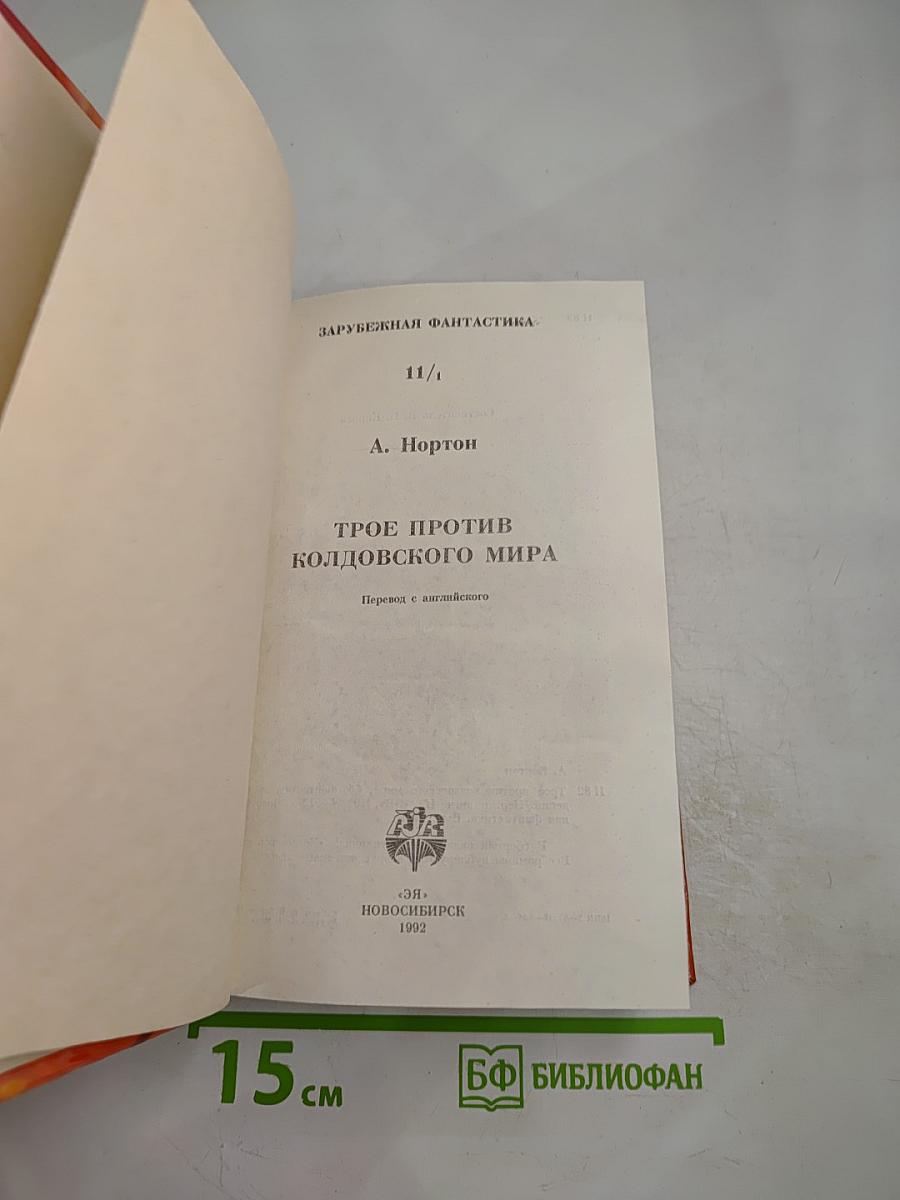 ЗАРУБЕЖНАЯ ФАНТАСТИКА
11/1
А. Нортон
ТРОЕ ПРОТИВ
КОЛДОВСКОГО МИРА
Перевод с английского
«ЭЯ»
НОВОСИБИРСК
1992
15 см
БФ БИБЛИОФАН